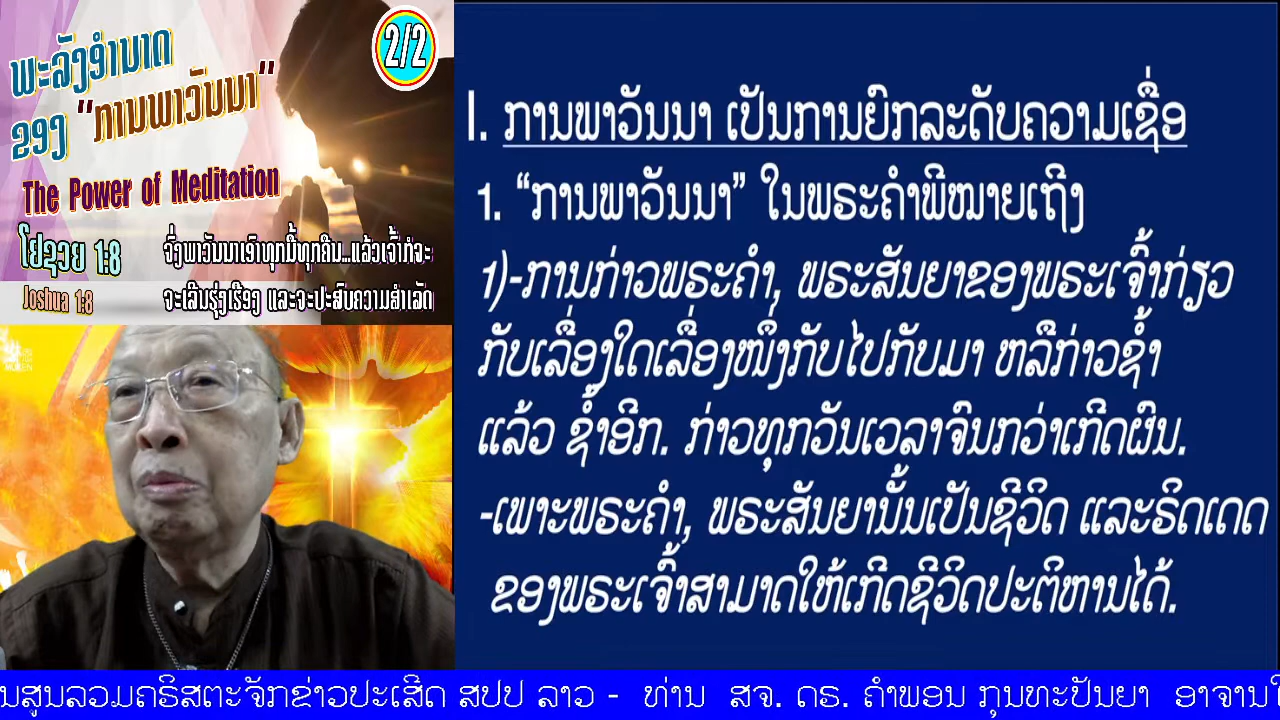 ພະລັງອຳນາດ
ຂອງ "ການພາວັນນາ"
The Power of Meditation
ໂຢຊວຍ 1:8
Joshua 1:8
ຈົ່ງພາວັນນາເອົາທຸກມື້ທຸກຄືນ...ແລ້ວເຈົ້າກໍຈະ
ຈະເລີນຮຸ່ງເຮືອງ ແລະຈະປະສົບຄວາມສຳເລັດ
2/2
I. ການພາວັນນາ ເປັນການຍົກລະດັບຄວາມເຊື່ອ
1. “ການພາວັນນາ” ໃນພຣະຄຳພີໝາຍເຖີງ
1)-ການກ່າວພຣະຄຳ, ພຣະສັນຍາຂອງພຣະເຈົ້າກ່ຽວ
ກັບເລື່ອງໃດເລື່ອງໜຶ່ງກັບໄປກັບມາ ຫລືກ່າວຊ້ຳ
ແລ້ວ ຊ້ຳອີກ. ກ່າວທຸກວັນເວລາຈົນກວ່າເກີດຜົນ.
-ເພາະພຣະຄຳ, ພຣະສັນຍານັ້ນເປັນຊີວິດ ແລະຣິດເດດ
ຂອງພຣະເຈົ້າສາມາດໃຫ້ເກີດຊີວິດປະຕິຫານໄດ້.
ນສູນລວມຄຣິສຕະຈັກຂ່າວປະເສີດ ສປປ ລາວ - ທ່ານ ສຈ. ດຣ. ຄຳພອນ ກຸນທະປັນຍາ ອາຈານໃ